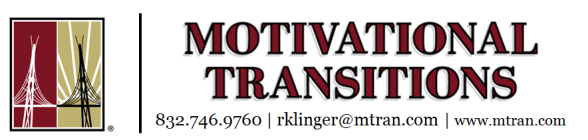 MOTIVATIONAL
TRANSITIONS
®
832.746.9760 | rklinger@mtran.com | www.mtran.com